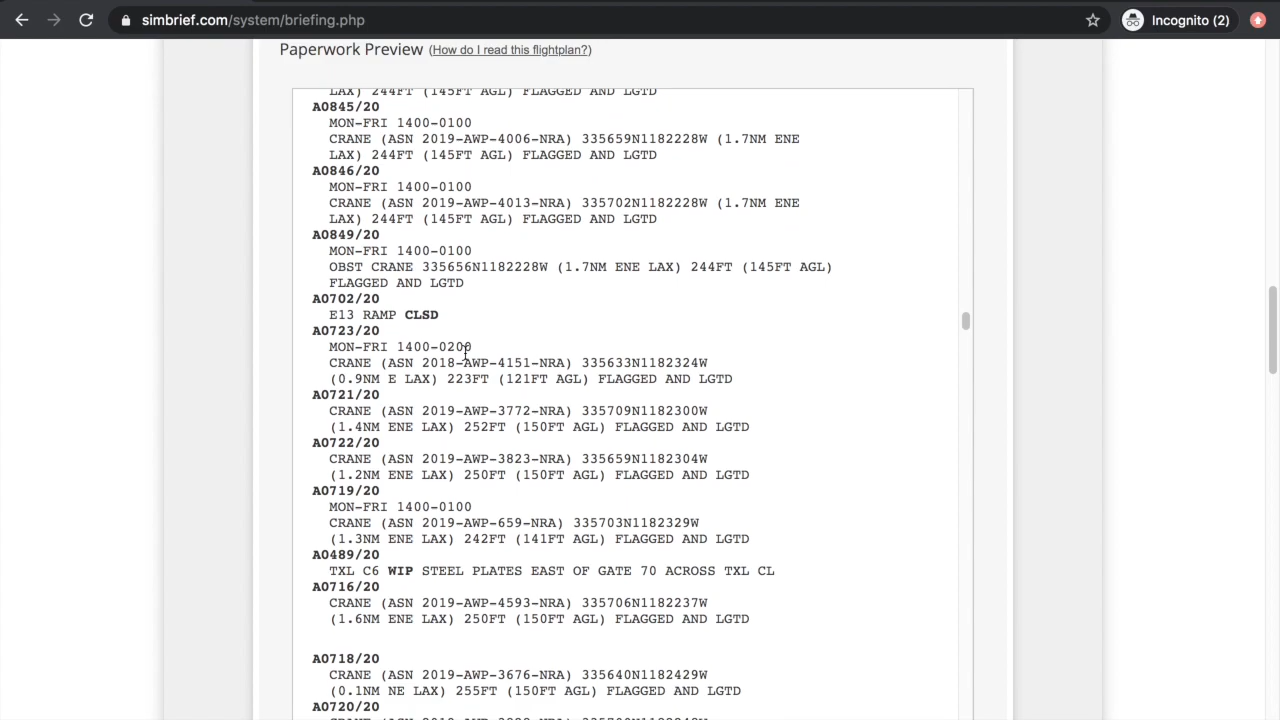 simbrief.com/system/briefing.php
Incognito (2)
Paperwork Preview (How do I read this flightplan?)
LAX) 244FT (145FT AGL) FLAGGED AND LGTD
A0845/20
MON-FRI 1400-0100
CRANE (ASN 2019-AWP-4006-NRA) 335659N1182228W (1.7NM ENE
LAX) 244FT (145FT AGL) FLAGGED AND LGTD
A0846/20
MON-FRI 1400-0100
CRANE (ASN 2019-AWP-4013-NRA) 335702N1182228W (1.7NM ENE
LAX) 244FT (145FT AGL) FLAGGED AND LGTD
A0849/20
MON-FRI 1400-0100
OBST CRANE 335656N1182228W (1.7NM ENE LAX) 244FT (145FT AGL)
FLAGGED AND LGTD
A0702/20
E13 RAMP CLSD
A0723/20
MON-FRI 1400-0200
CRANE (ASN 2018-AWP-4151-NRA) 335633N1182324W
(0.9NM E LAX) 223FT (121FT AGL) FLAGGED AND LGTD
A0721/20
CRANE (ASN 2019-AWP-3772-NRA) 335709N1182300W
(1.4NM ENE LAX) 252FT (150FT AGL) FLAGGED AND LGTD
A0722/20
CRANE (ASN 2019-AWP-3823-NRA) 335659N1182304W
(1.2NM ENE LAX) 250FT (150FT AGL) FLAGGED AND LGTD
A0719/20
MON-FRI 1400-0100
CRANE (ASN 2019-AWP-659-NRA) 335703N1182329W
(1.3NM ENE LAX) 242FT (141FT AGL) FLAGGED AND LGTD
A0489/20
TXL C6 WIP STEEL PLATES EAST OF GATE 70 ACROSS TXL CL
A0716/20
CRANE (ASN 2019-AWP-4593-NRA) 335706N1182237W
(1.6NM ENE LAX) 250FT (150FT AGL) FLAGGED AND LGTD
A0718/20
CRANE (ASN 2019-AWP-3676-NRA) 335640N1182429W
(0.1NM NE LAX) 255FT (150FT AGL) FLAGGED AND LGTD
A0720/20